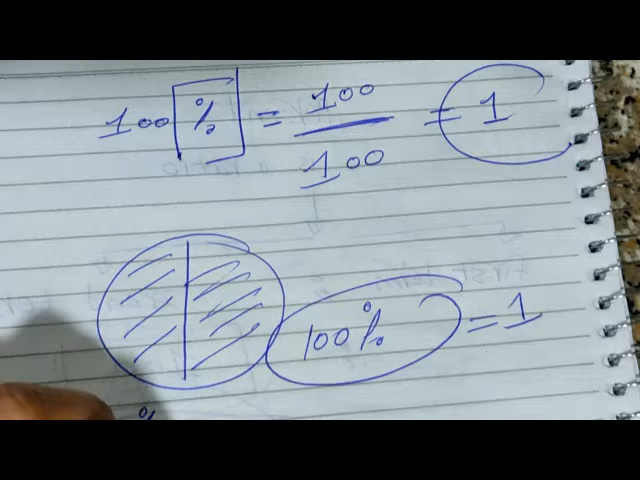 100 % = 100/100 = 1
100% = 1
%